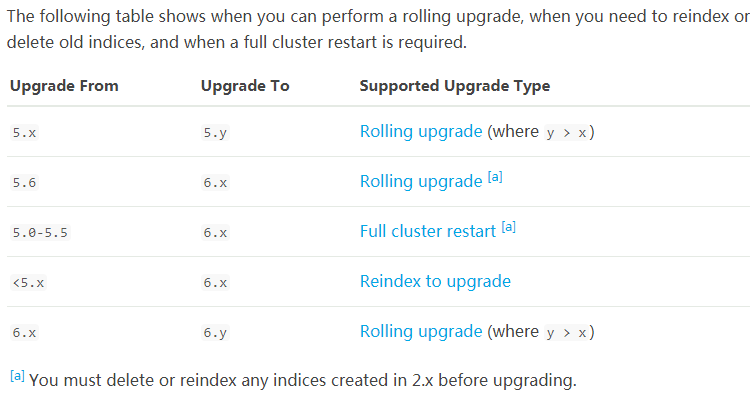 The following table shows when you can perform a rolling upgrade, when you need to reindex or
delete old indices, and when a full cluster restart is required.
Upgrade From Upgrade To Supported Upgrade Type
5.x 5.y Rolling upgrade (where y > x)
5.6 6.x Rolling upgrade [a]
5.0-5.5 6.x Full cluster restart [a]
<5.x 6.x Reindex to upgrade
6.x 6.y Rolling upgrade (where y > x)
[a] You must delete or reindex any indices created in 2.x before upgrading.